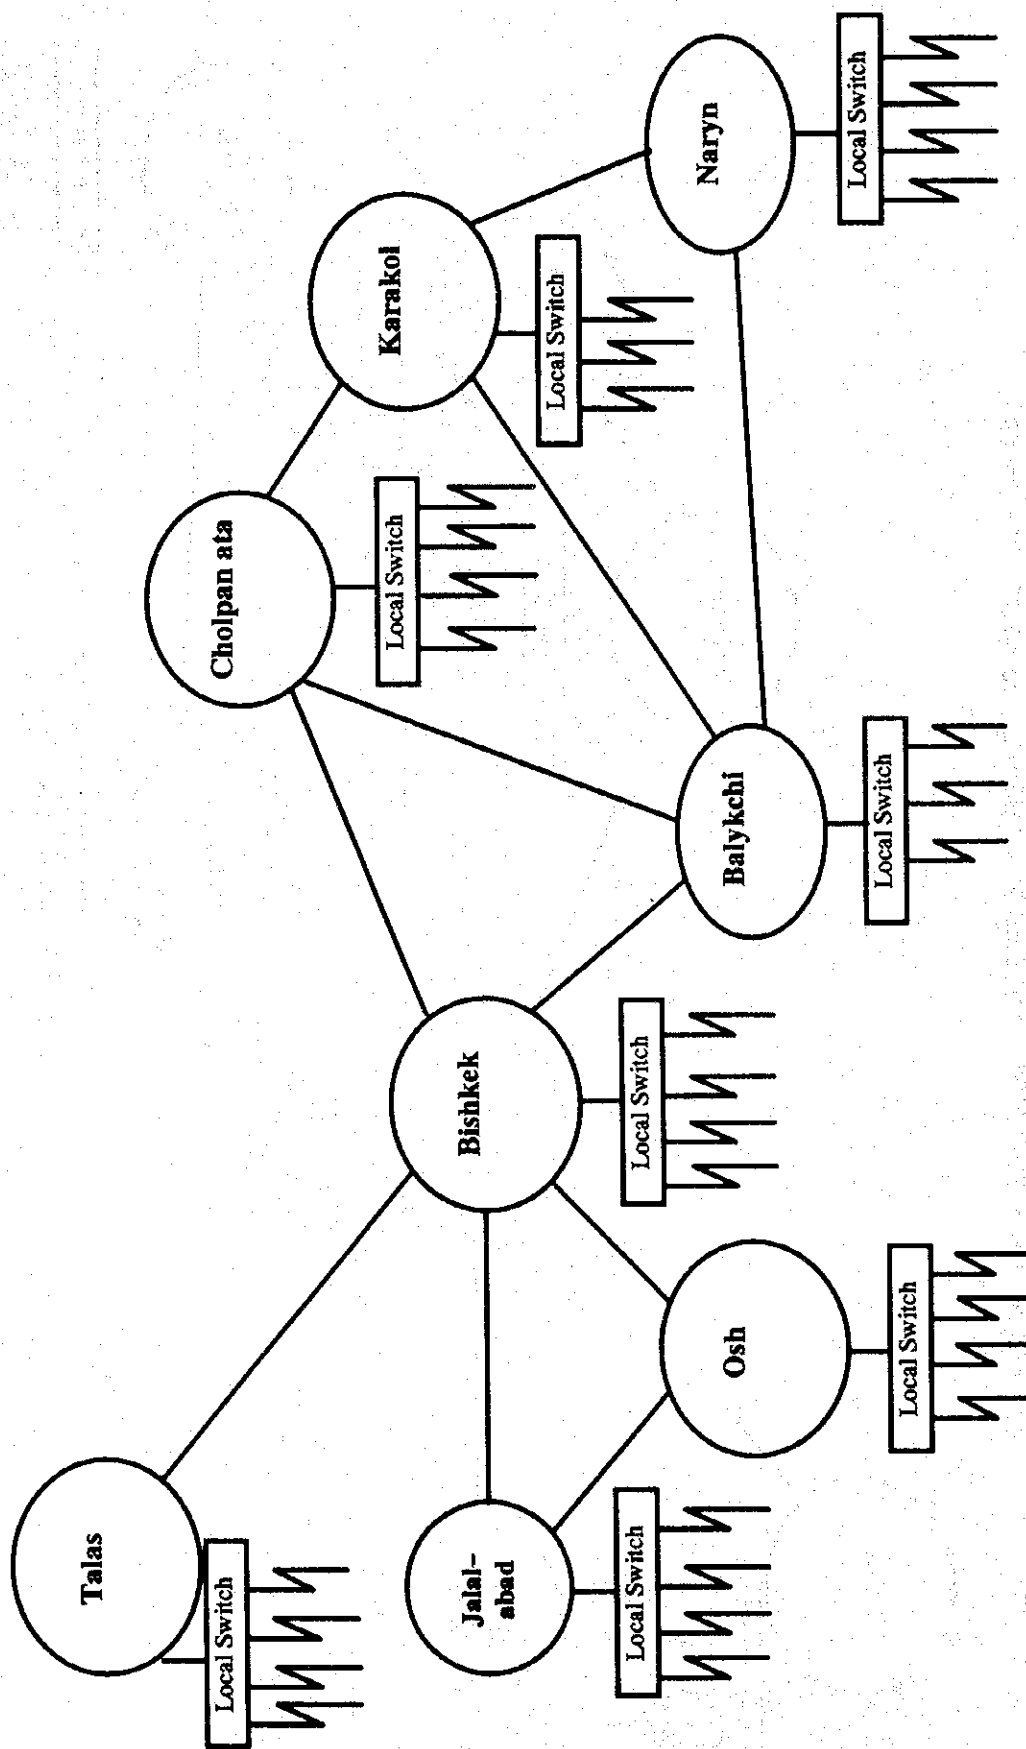 Talas
Local Switch
Jalal-
abad
Local Switch
Osh
Local Switch
Bishkek
Local Switch
Cholpan ata
Local Switch
Balykchi
Local Switch
Karakol
Local Switch
Naryn
Local Switch